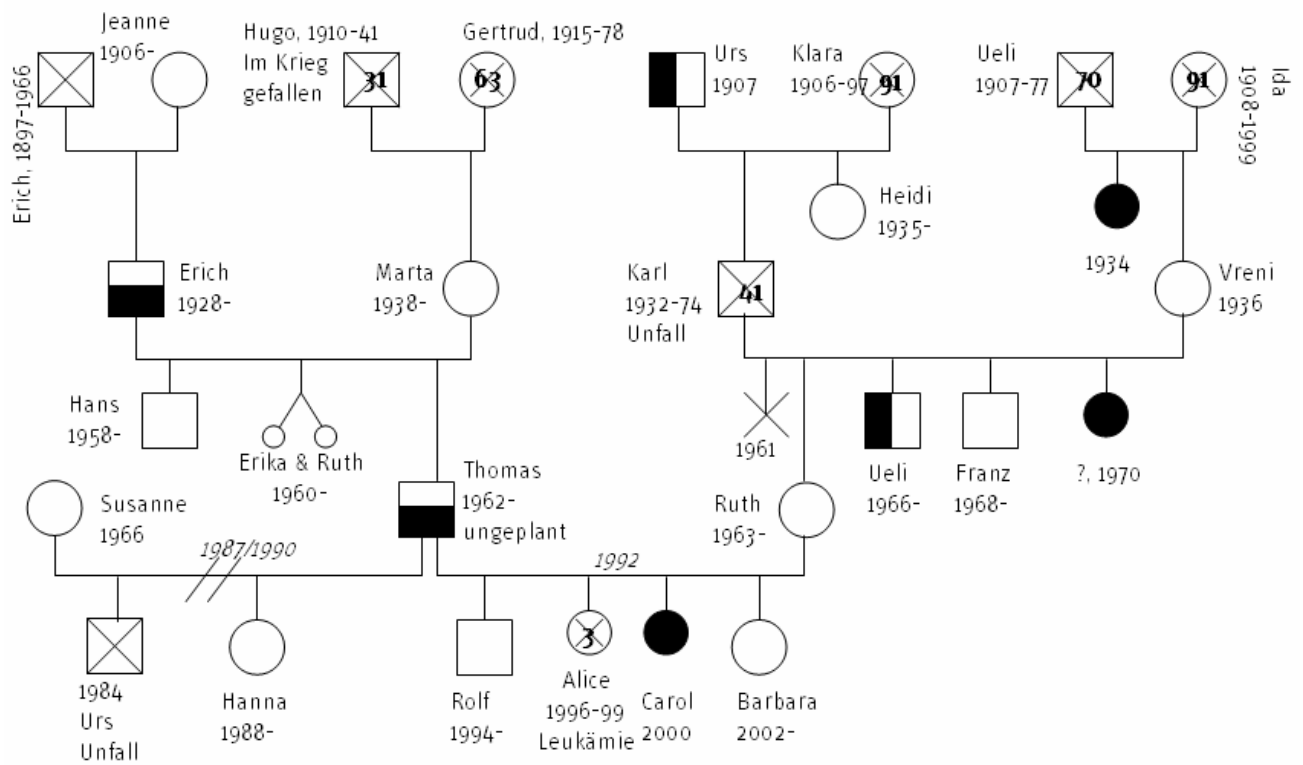 Jeanne
1906-
Erich, 1897-1966
Hugo, 1910-41
Im Krieg
gefallen
31
Gertrud, 1915-78
63
Urs
1907
Klara
1906-97
91
Ueli
1907-77
70
91
Ida
1908-1999
Heidi
1935-
1934
Erich
1928-
Marta
1938-
Karl
1932-74
Unfall
41
Vreni
1936
Hans
1958-
Erika & Ruth
1960-
Thomas
1962-
ungeplant
1961
Ruth
1963-
Ueli
1966-
Franz
1968-
?, 1970
Susanne
1966
1987/1990
1992
1984
Urs
Unfall
Hanna
1988-
Rolf
1994-
3
Alice
1996-99
Leukämie
Carol
2000
Barbara
2002-